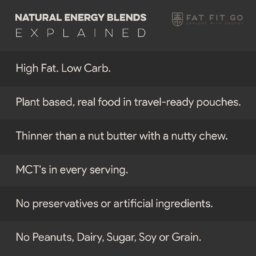 NATURAL ENERGY BLENDS
EXPLAINED
FAT FIT GO
High Fat. Low Carb.
Plant based, real food in travel-ready pouches.
Thinner than a nut butter with a nutty chew.
MCT's in every serving.
No preservatives or artificial ingredients.
No Peanuts, Dairy, Sugar, Soy or Grain.